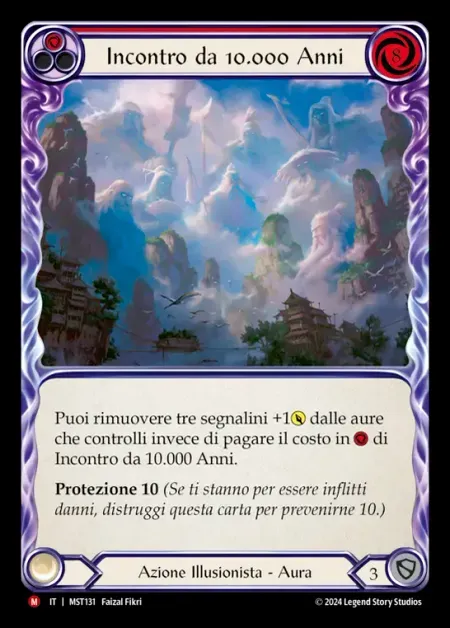 Incontro da 10.000 Anni
8
Puoi rimuovere tre segnalini +1 dalle aure
che controlli invece di pagare il costo in di
Incontro da 10.000 Anni.
Protezione 10 (Se ti stanno per essere inflitti
danni, distruggi questa carta per prevenirne 10.)
Azione Illusionista - Aura
3
M IT | MST131 Faizal Fikri
© 2024 Legend Story Studios